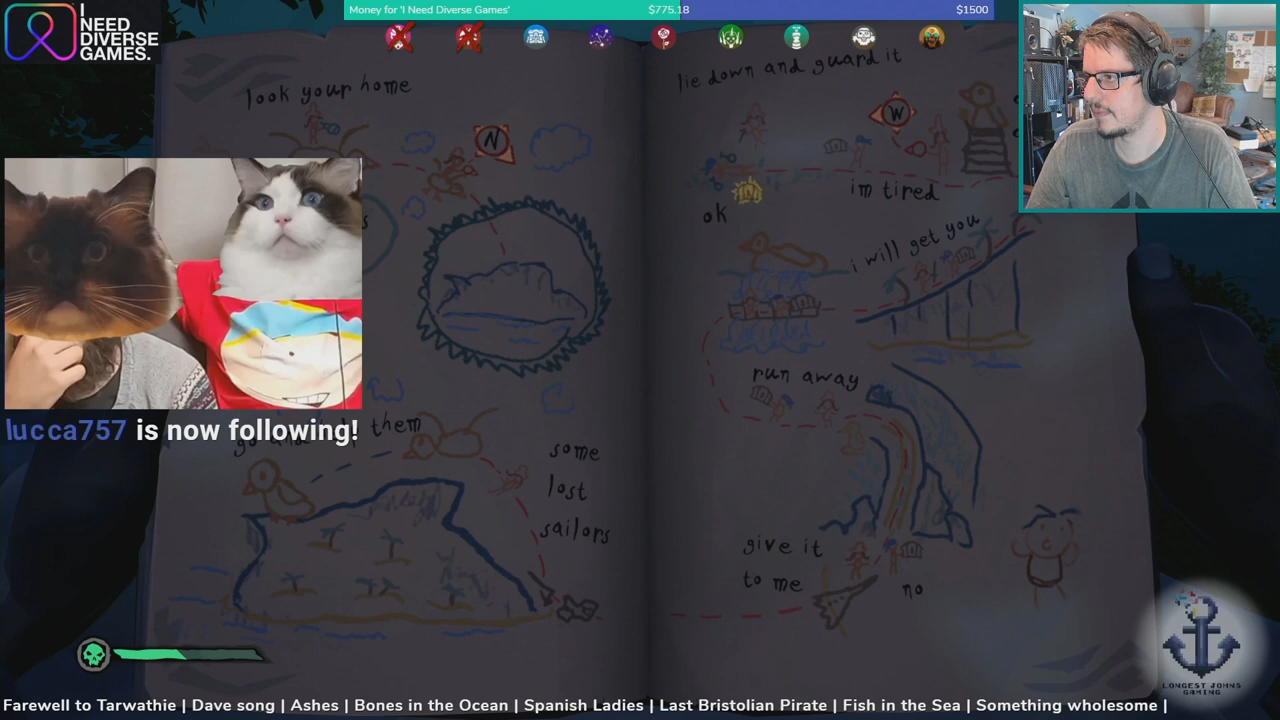 I
NEED
DIVERSE
GAMES.
Money for 'I Need Diverse Games'
$775.18
$1500
look your home
N
lucca757 is now following!
them
some
lost
sailors
lie down and guard it
W
im tired
ok
i will get you
run away
give it
to me
no
LONGEST JOHNS
GAMING
Farewell to Tarwathie | Dave song | Ashes | Bones in the Ocean | Spanish Ladies | Last Bristolian Pirate | Fish in the Sea | Something wholesome |